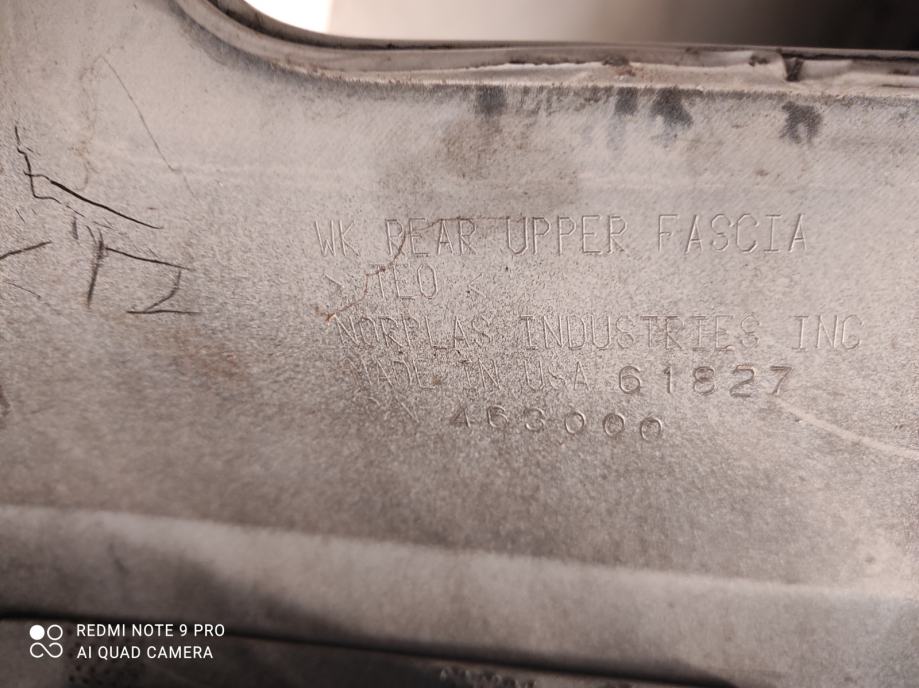 WK REAR UPPER FASCIA
> TEO <
NORPLAS INDUSTRIES INC
MADE IN USA 61827
463000
REDMI NOTE 9 PRO
AI QUAD CAMERA